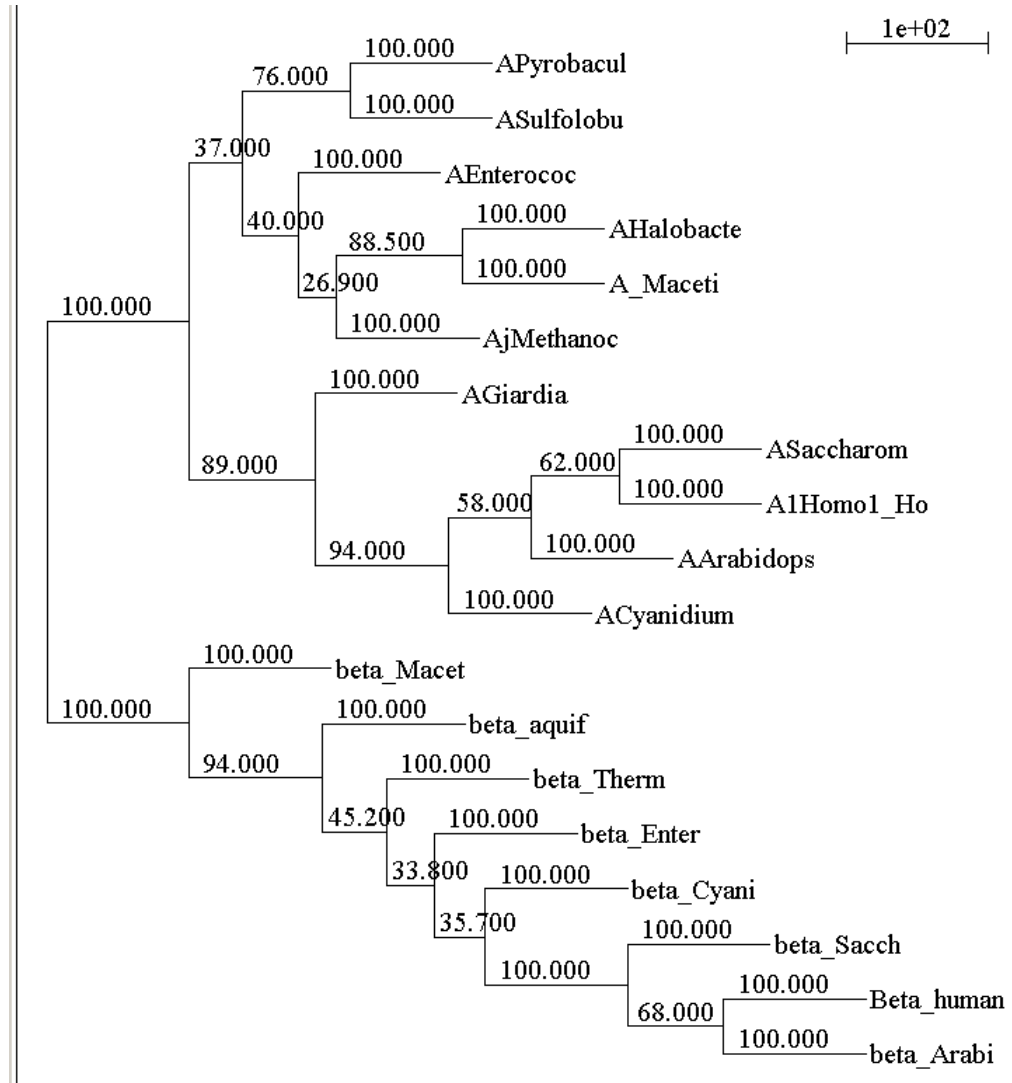 1e+02
100.000
APyrobacul
76.000
100.000
ASulfolobu
37.000
100.000
AEnterococ
40.000
100.000
AHalobacte
88.500
100.000
A_Maceti
26.900
100.000
AjMethanoc
100.000
100.000
AGiardia
100.000
ASaccharom
89.000
62.000
100.000
A1Homo1_Ho
58.000
100.000
AArabidops
94.000
100.000
ACyanidium
100.000
beta_Macet
100.000
100.000
beta_aquif
94.000
100.000
beta_Therm
45.200
100.000
beta_Enter
33.800
100.000
beta_Cyani
35.700
100.000
beta_Sacch
100.000
100.000
Beta_human
68.000
100.000
beta_Arabi